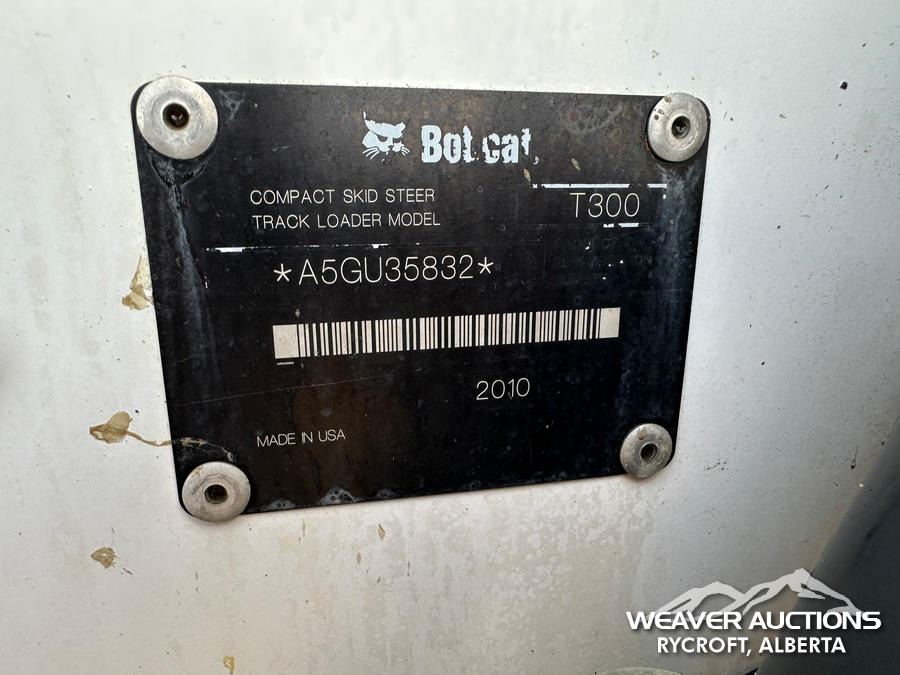 Bobcat
COMPACT SKID STEER
TRACK LOADER MODEL
T300
*A5GU35832*
2010
MADE IN USA
WEAVER AUCTIONS
RYCROFT, ALBERTA